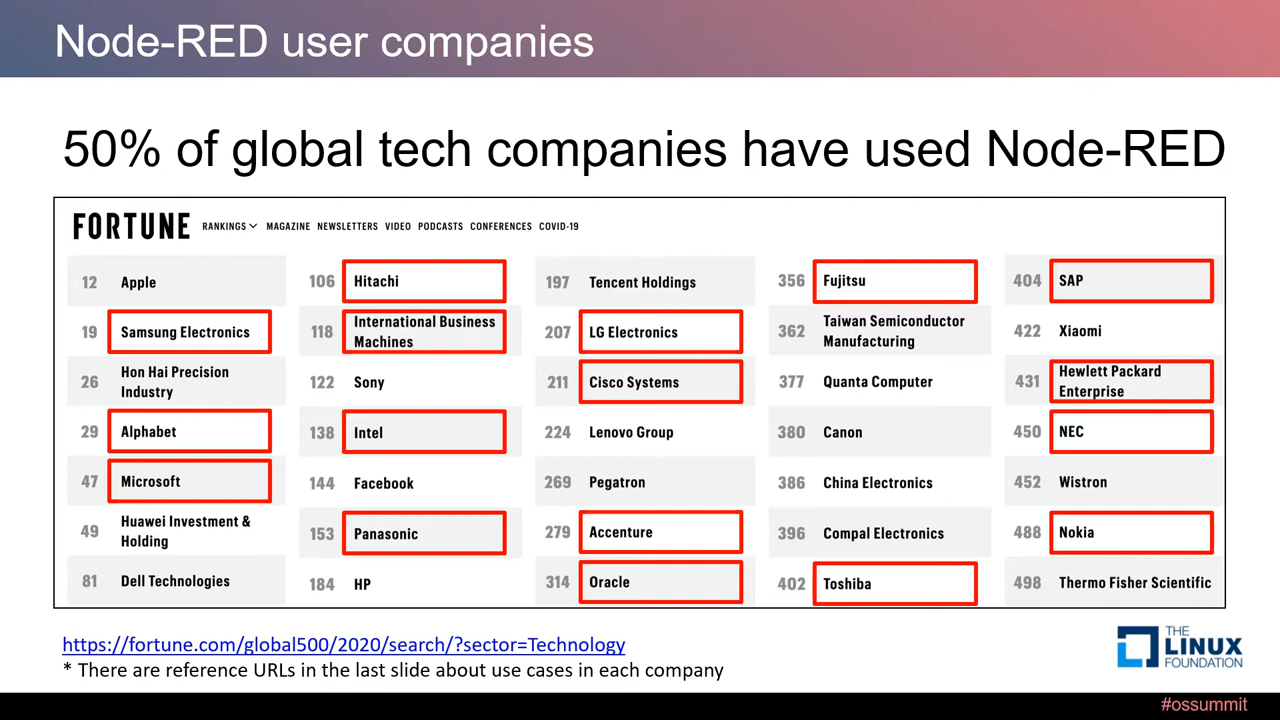 Node-RED user companies
50% of global tech companies have used Node-RED
FORTUNE RANKINGS MAGAZINE NEWSLETTERS VIDEO PODCASTS CONFERENCES COVID-19
12 Apple
19 Samsung Electronics
26 Hon Hai Precision
Industry
29 Alphabet
47 Microsoft
49 Huawei Investment &
Holding
81 Dell Technologies
106 Hitachi
118 International Business
Machines
122 Sony
138 Intel
144 Facebook
153 Panasonic
184 HP
197 Tencent Holdings
207 LG Electronics
211 Cisco Systems
224 Lenovo Group
269 Pegatron
279 Accenture
314 Oracle
356 Fujitsu
362 Taiwan Semiconductor
Manufacturing
377 Quanta Computer
380 Canon
386 China Electronics
396 Compal Electronics
402 Toshiba
404 SAP
422 Xiaomi
431 Hewlett Packard
Enterprise
450 NEC
452 Wistron
488 Nokia
498 Thermo Fisher Scientific
https://fortune.com/global500/2020/search/?sector=Technology
* There are reference URLs in the last slide about use cases in each company
THE
LINUX
FOUNDATION
#ossummit